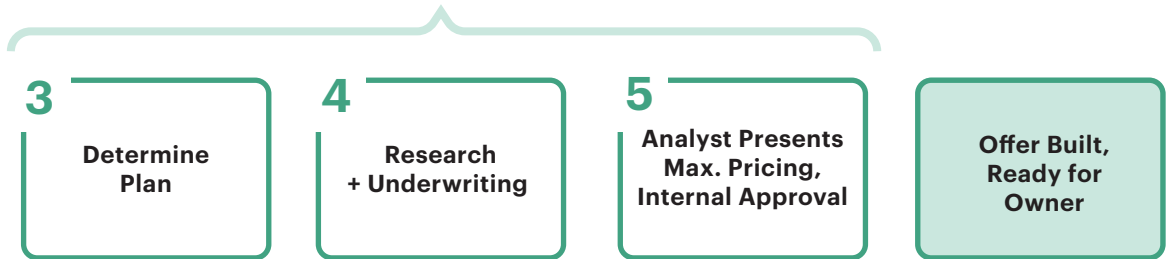 3
Determine
Plan
4
Research
+ Underwriting
5
Analyst Presents
Max. Pricing,
Internal Approval
Offer Built,
Ready for
Owner